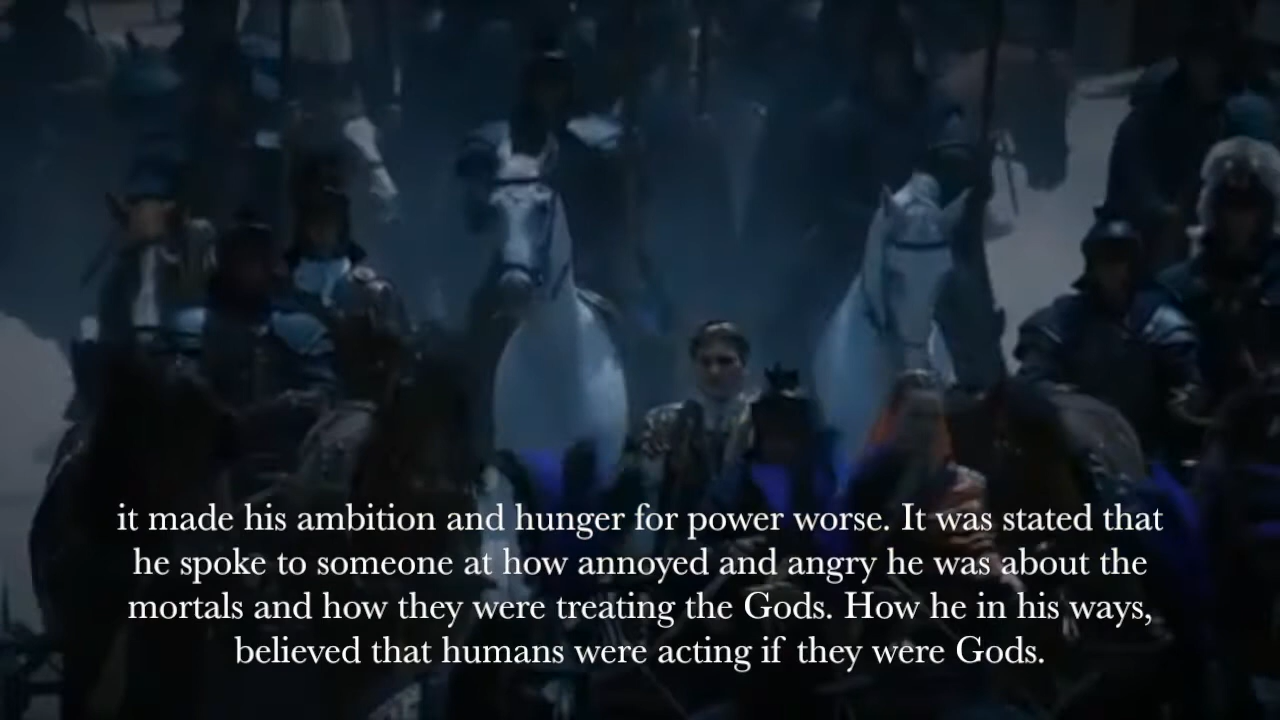 it made his ambition and hunger for power worse. It was stated that
he spoke to someone at how annoyed and angry he was about the
mortals and how they were treating the Gods. How he in his ways,
believed that humans were acting if they were Gods.